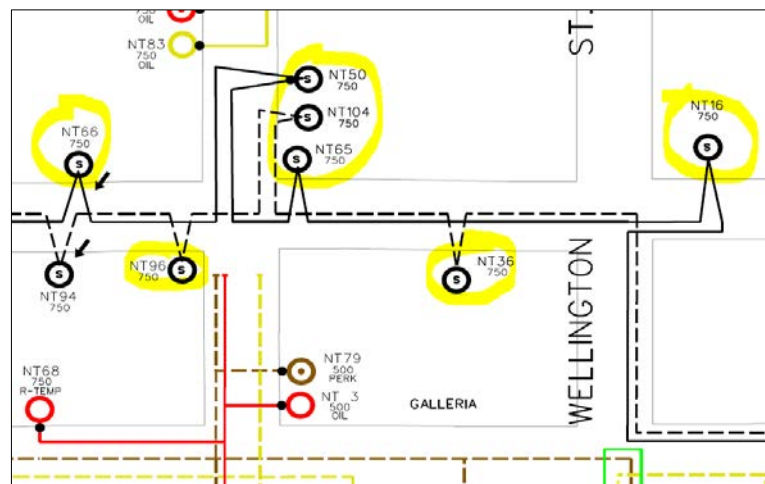 750
OIL
NT83
750
OIL
ST.
NT50
750
NT104
750
NT65
750
NT16
750
NT66
750
S
S
S
S
S
NT94
750
S
NT96
750
S
NT36
750
S
WELLINGTON
NT68
750
R-TEMP
NT79
500
PERK
NT 3
500
OIL
GALLERIA